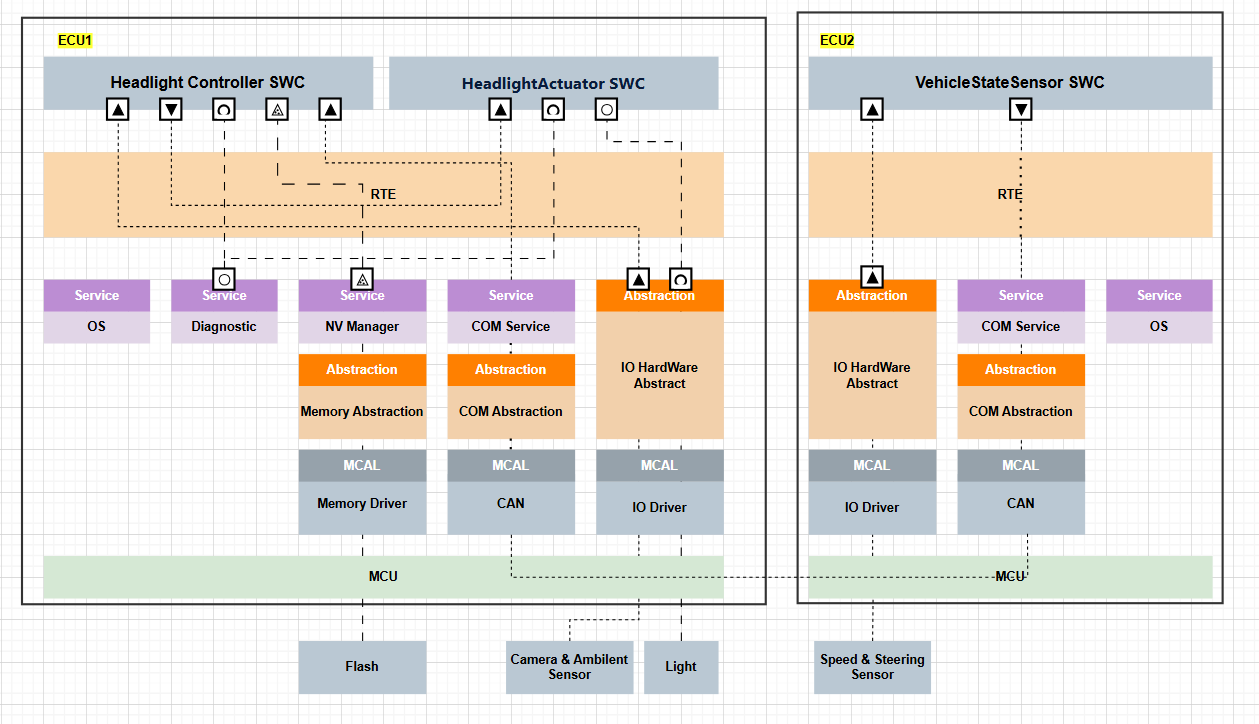 ECU1
ECU2
Headlight Controller SWC
HeadlightActuator SWC
VehicleStateSensor SWC
RTE
RTE
Service
Service
Service
Service
Abstraction
Abstraction
Service
Service
OS
Diagnostic
NV Manager
COM Service
IO HardWare
Abstract
IO HardWare
Abstract
COM Service
OS
Abstraction
Abstraction
Abstraction
Memory Abstraction
COM Abstraction
COM Abstraction
MCAL
MCAL
MCAL
MCAL
MCAL
Memory Driver
CAN
IO Driver
IO Driver
CAN
MCU
MCU
Flash
Camera & Ambilent
Sensor
Light
Speed & Steering
Sensor